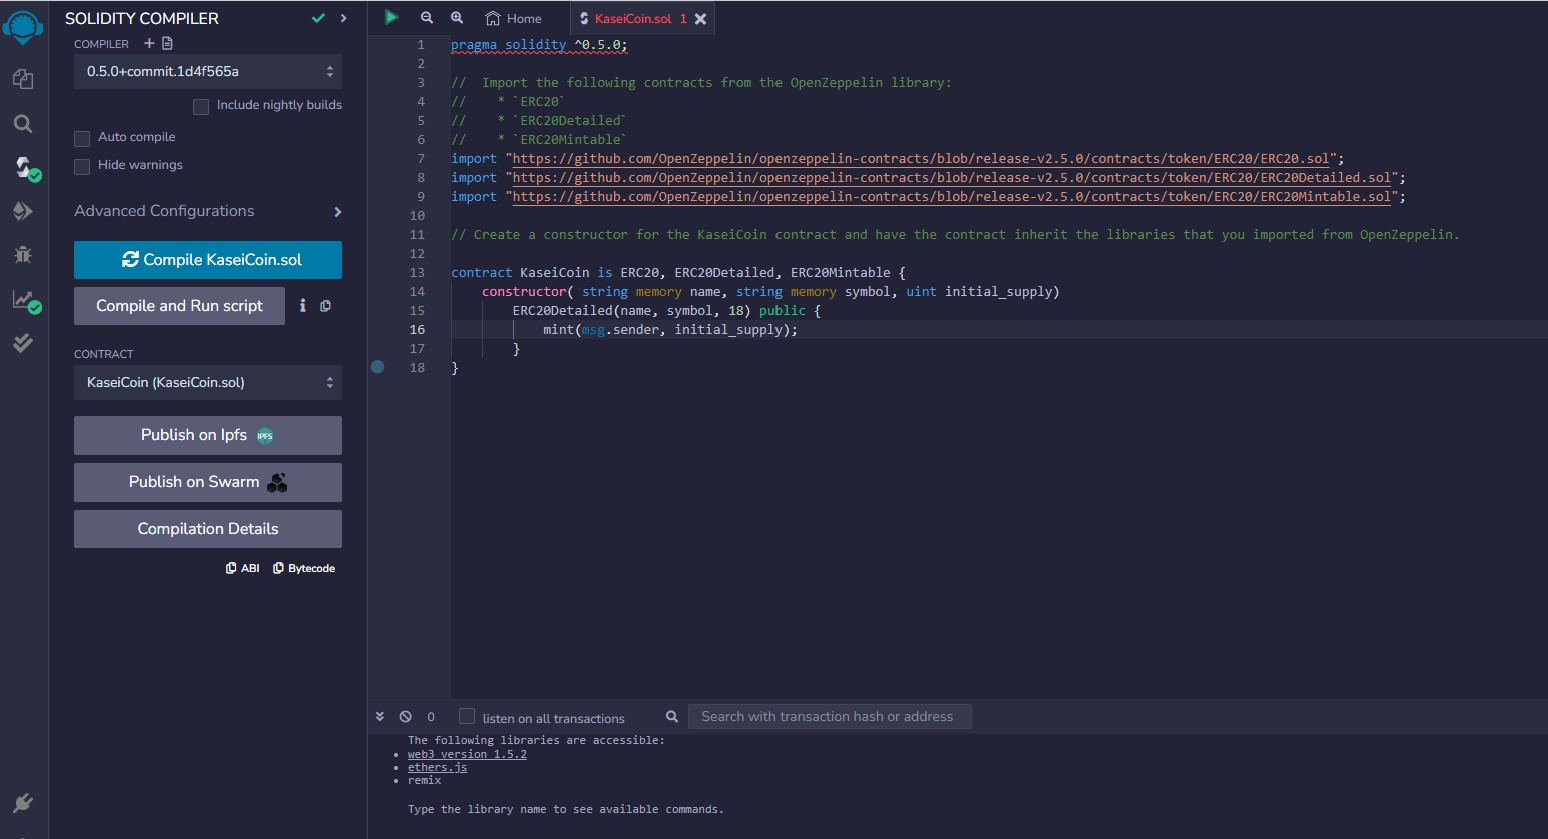 SOLIDITY COMPILER
COMPILER
0.5.0+commit.1d4f565a
Include nightly builds
Auto compile
Hide warnings
Advanced Configurations
Compile KaseiCoin.sol
Compile and Run script
CONTRACT
KaseiCoin (KaseiCoin.sol)
Publish on Ipfs IPFS
Publish on Swarm
Compilation Details
ABI Bytecode
Home KaseiCoin.sol 1
1 pragma solidity ^0.5.0;
2
3 //  Import the following contracts from the OpenZeppelin library:
4 //    * `ERC20`
5 //    * `ERC20Detailed`
6 //    * `ERC20Mintable`
7 import "https://github.com/OpenZeppelin/openzeppelin-contracts/blob/release-v2.5.0/contracts/token/ERC20/ERC20.sol";
8 import "https://github.com/OpenZeppelin/openzeppelin-contracts/blob/release-v2.5.0/contracts/token/ERC20/ERC20Detailed.sol";
9 import "https://github.com/OpenZeppelin/openzeppelin-contracts/blob/release-v2.5.0/contracts/token/ERC20/ERC20Mintable.sol";
10
11 // Create a constructor for the KaseiCoin contract and have the contract inherit the libraries that you imported from OpenZeppelin.
12
13 contract KaseiCoin is ERC20, ERC20Detailed, ERC20Mintable {
14     constructor( string memory name, string memory symbol, uint initial_supply)
15         ERC20Detailed(name, symbol, 18) public {
16             mint(msg.sender, initial_supply);
17         }
18 }
0 listen on all transactions Search with transaction hash or address
The following libraries are accessible:
• web3 version 1.5.2
• ethers.js
• remix
Type the library name to see available commands.